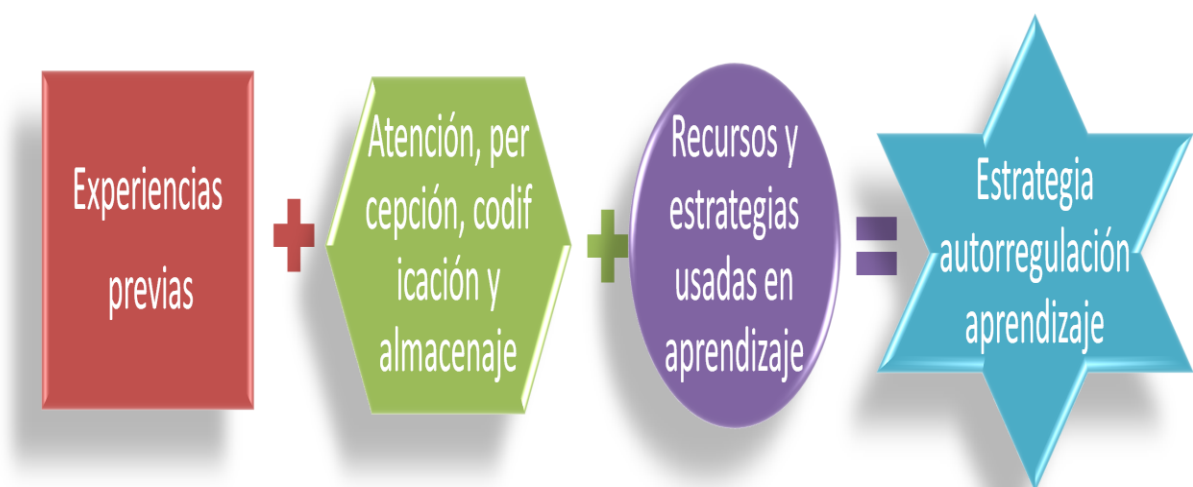 Experiencias
previas
Atención, per
cepción, codif
icación y
almacenaje
Recursos y
estrategias
usadas en
aprendizaje
Estrategia
autorregulación
aprendizaje